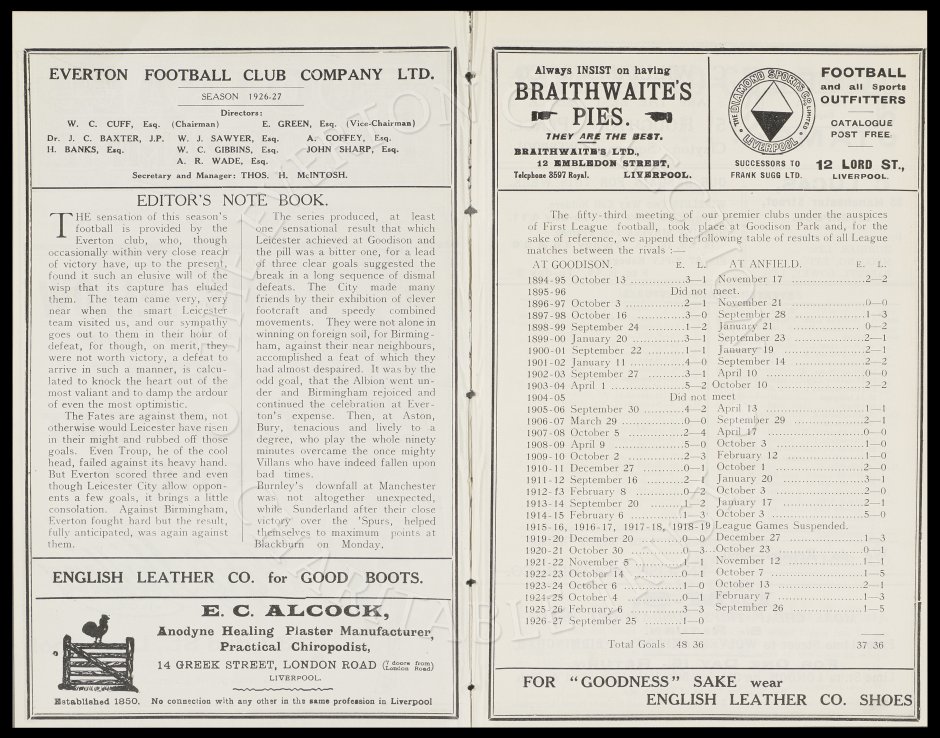 EVERTON FOOTBALL CLUB COMPANY LTD.
SEASON 1926-27
Directors:
W. C. CUFF, Esq. (Chairman) E. GREEN, Esq. (Vice-Chairman)
Dr. J. C. BAXTER, J.P. W. J. SAWYER, Esq. A. COFFEY, Esq.
H. BANKS, Esq. W. C. GIBBINS, Esq. JOHN SHARP, Esq.
A. R. WADE, Esq.
Secretary and Manager: THOS. H. McINTOSH.
EDITOR'S NOTE BOOK.
THE sensation of this season's
football is provided by the
Everton club, who, though
occasionally within very close reach
of victory have, up to the present,
found it such an elusive will of the
wisp that its capture has eluded
them. The team came very, very
near when the smart Leicester
team visited us, and our sympathy
goes out to them in their hour of
defeat, for though, on merit, they
were not worth victory, a defeat to
arrive in such a manner, is calcu-
lated to knock the heart out of the
most valiant and to damp the ardour
of even the most optimistic.
The Fates are against them, not
otherwise would Leicester have risen
in their might and rubbed off those
goals. Even Troup, he of the cool
head, failed against its heavy hand.
But Everton scored three and even
though Leicester City allow oppon-
ents a few goals, it brings a little
consolation. Against Birmingham,
Everton fought hard but the result,
fully anticipated, was again against
them.
The series produced, at least
one sensational result that which
Leicester achieved at Goodison and
the pill was a bitter one, for a lead
of three clear goals suggested the
break in a long sequence of dismal
defeats. The City made many
friends by their exhibition of clever
footcraft and speedy combined
movements. They were not alone in
winning on foreign soil, for Birming-
ham, against their near neighbours,
accomplished a feat of which they
had almost despaired. It was by the
odd goal, that the Albion went un-
der and Birmingham rejoiced and
continued the celebration at Ever-
ton's expense. Then, at Aston,
Bury, tenacious and lively to a
degree, who play the whole ninety
minutes overcame the once mighty
Villans who have indeed fallen upon
bad times.
Burnley's downfall at Manchester
was not altogether unexpected,
while Sunderland after their close
victory over the 'Spurs, helped
themselves to maximum points at
Blackburn on Monday.
ENGLISH LEATHER CO. for GOOD BOOTS.
E. C. ALCOCK,
Anodyne Healing Plaster Manufacturer,
Practical Chiropodist,
14 GREEK STREET, LONDON ROAD (7 doors from London Road)
LIVERPOOL.
Established 1850. No connection with any other in the same profession in Liverpool
Always INSIST on having
BRAITHWAITE'S
PIES.
THEY ARE THE BEST.
BRAITHWAITE'S LTD.,
12 EMBLEDON STREET,
Telephone 3597 Royal. LIVERPOOL.
THE DIAMOND SPORTS CO. LIMITED
LIVERPOOL
SUCCESSORS TO
FRANK SUGG LTD.
FOOTBALL
and all Sports
OUTFITTERS
CATALOGUE
POST FREE.
12 LORD ST.,
LIVERPOOL.
The fifty-third meeting of our premier clubs under the auspices
of First League football, took place at Goodison Park and, for the
sake of reference, we append the following table of results of all League
matches between the rivals :—
AT GOODISON. E. L. AT ANFIELD. E. L.
1894-95 October 13 ............3—1 November 17 ............2—2
1895-96 Did not meet.
1896-97 October 3 ............2—1 November 21 ............0—0
1897-98 October 16 ............3—0 September 28 ............1—3
1898-99 September 24 ............1—2 January 21 ............0—2
1899-00 January 20 ............3—1 September 23 ............2—1
1900-01 September 22 ............1—1 January 19 ............2—1
1901-02 January 11 ............4—0 September 14 ............2—2
1902-03 September 27 ............3—1 April 10 ............0—0
1903-04 April 1 ............5—2 October 10 ............2—2
1904-05 Did not meet
1905-06 September 30 ............4—2 April 13 ............1—1
1906-07 March 29 ............0—0 September 29 ............2—1
1907-08 October 5 ............2—4 April 17 ............0—0
1908-09 April 9 ............5—0 October 3 ............1—0
1909-10 October 2 ............2—3 February 12 ............1—0
1910-11 December 27 ............0—1 October 1 ............2—0
1911-12 September 16 ............2—1 January 20 ............3—1
1912-13 February 8 ............0—2 October 3 ............2—0
1913-14 September 20 ............1—2 January 17 ............2—1
1914-15 February 6 ............1—3 October 3 ............5—0
1915-16, 1916-17, 1917-18, 1918-19 League Games Suspended.
1919-20 December 20 ............0—0 December 27 ............1—3
1920-21 October 30 ............0—3 October 23 ............0—1
1921-22 November 5 ............1—1 November 12 ............1—1
1922-23 October 14 ............0—1 October 7 ............1—5
1923-24 October 6 ............1—0 October 13 ............2—1
1924-25 October 4 ............0—1 February 7 ............1—3
1925-26 February 6 ............3—3 September 26 ............1—5
1926-27 September 25 ............1—0
Total Goals 48 36 37 36
FOR "GOODNESS" SAKE wear
ENGLISH LEATHER CO. SHOES